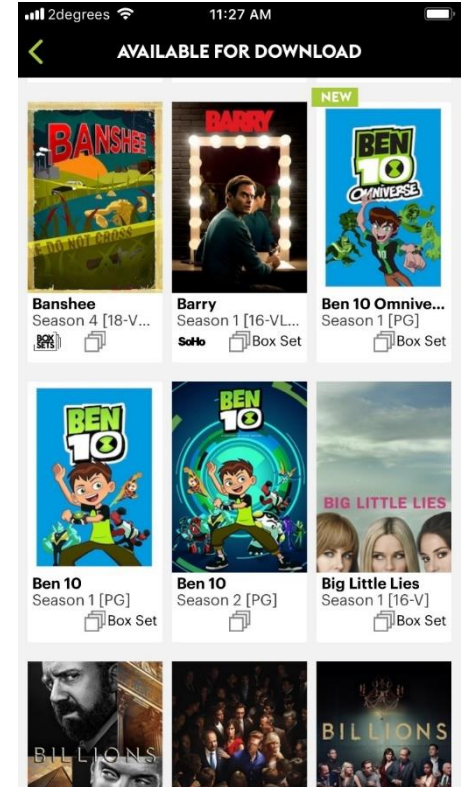 2degrees 11:27 AM
AVAILABLE FOR DOWNLOAD
NEW
BANSHEE
E DO NOT CROSS
BARRY
BEN
10
OMNIVERSE
Banshee
Season 4 [18-V...
BOX
SETS
Barry
Season 1 [16-VL...
SoHo Box Set
Ben 10 Omnive...
Season 1 [PG]
Box Set
BEN
10
BEN
10
BIG LITTLE LIES
Ben 10
Season 1 [PG]
Box Set
Ben 10
Season 2 [PG]
Big Little Lies
Season 1 [16-V]
Box Set
BILLIONS
BILLIONS